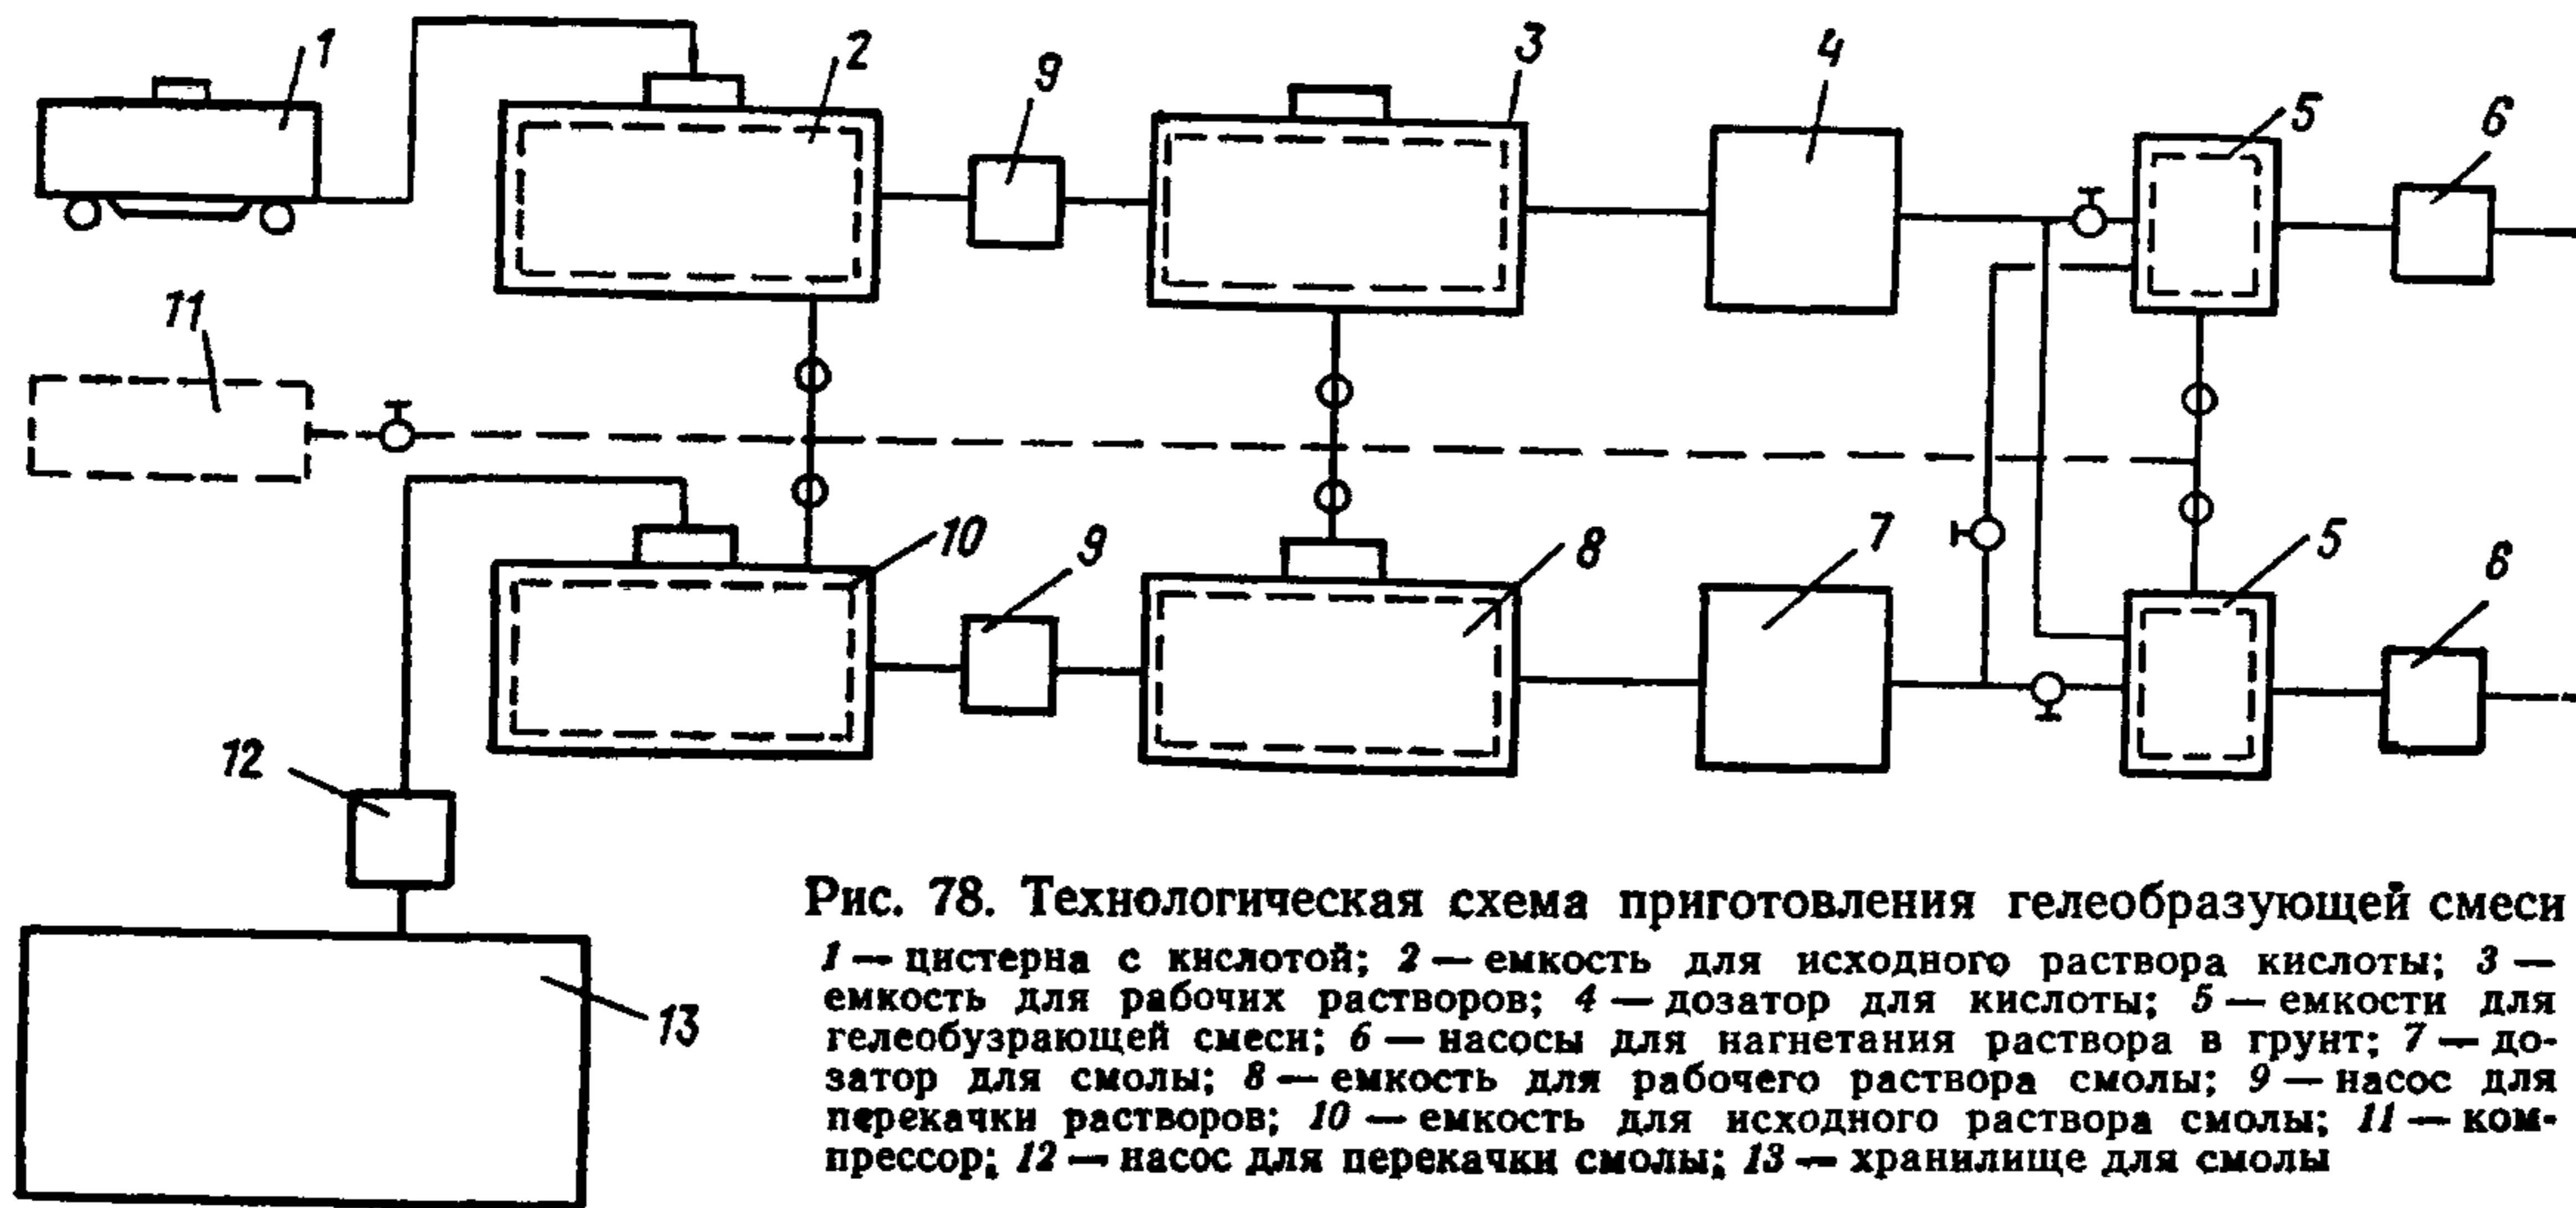 1
2
9
3
4
5
6
11
10
9
8
7
5
6
12
13
Рис. 78. Технологическая схема приготовления гелеобразующей смеси
1 — цистерна с кислотой; 2 — емкость для исходного раствора кислоты; 3 —
емкость для рабочих растворов; 4 — дозатор для кислоты; 5 — емкости для
гелеобузрающей смеси; 6 — насосы для нагнетания раствора в грунт; 7 — до-
затор для смолы; 8 — емкость для рабочего раствора смолы; 9 — насос для
перекачки растворов; 10 — емкость для исходного раствора смолы; 11 — ком-
прессор; 12 — насос для перекачки смолы; 13 — хранилище для смолы